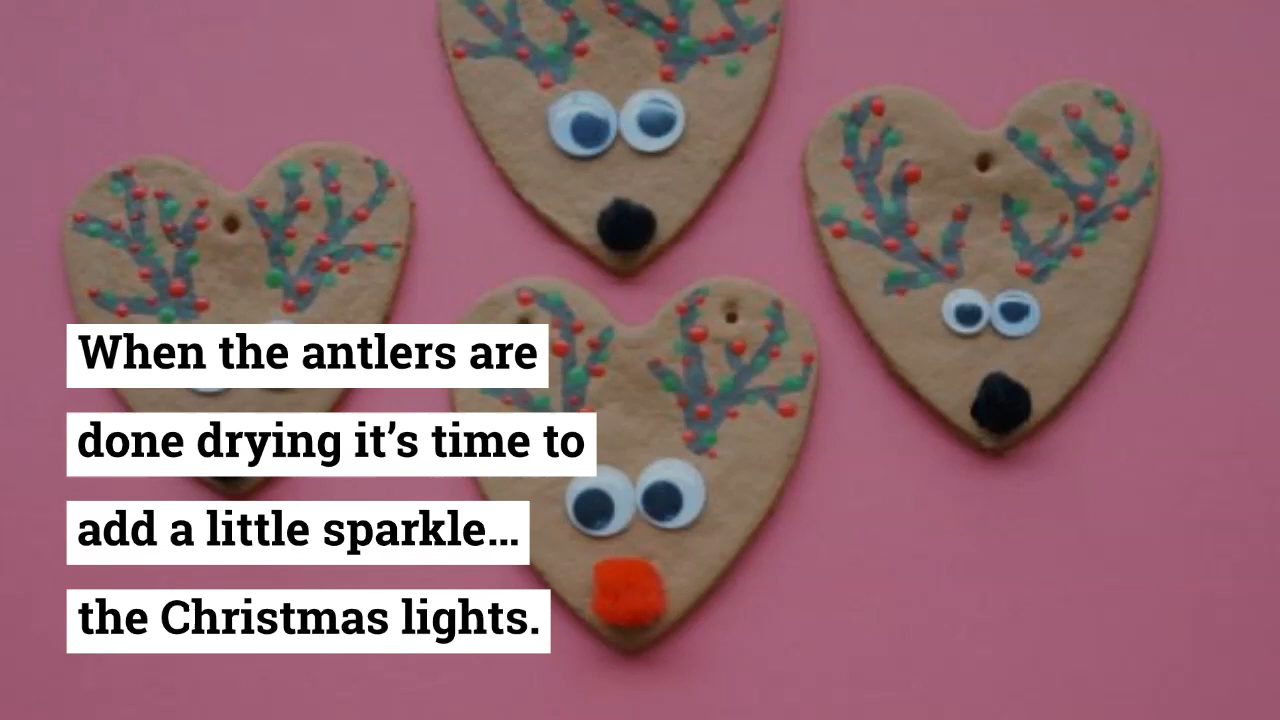 When the antlers are
done drying it’s time to
add a little sparkle…
the Christmas lights.